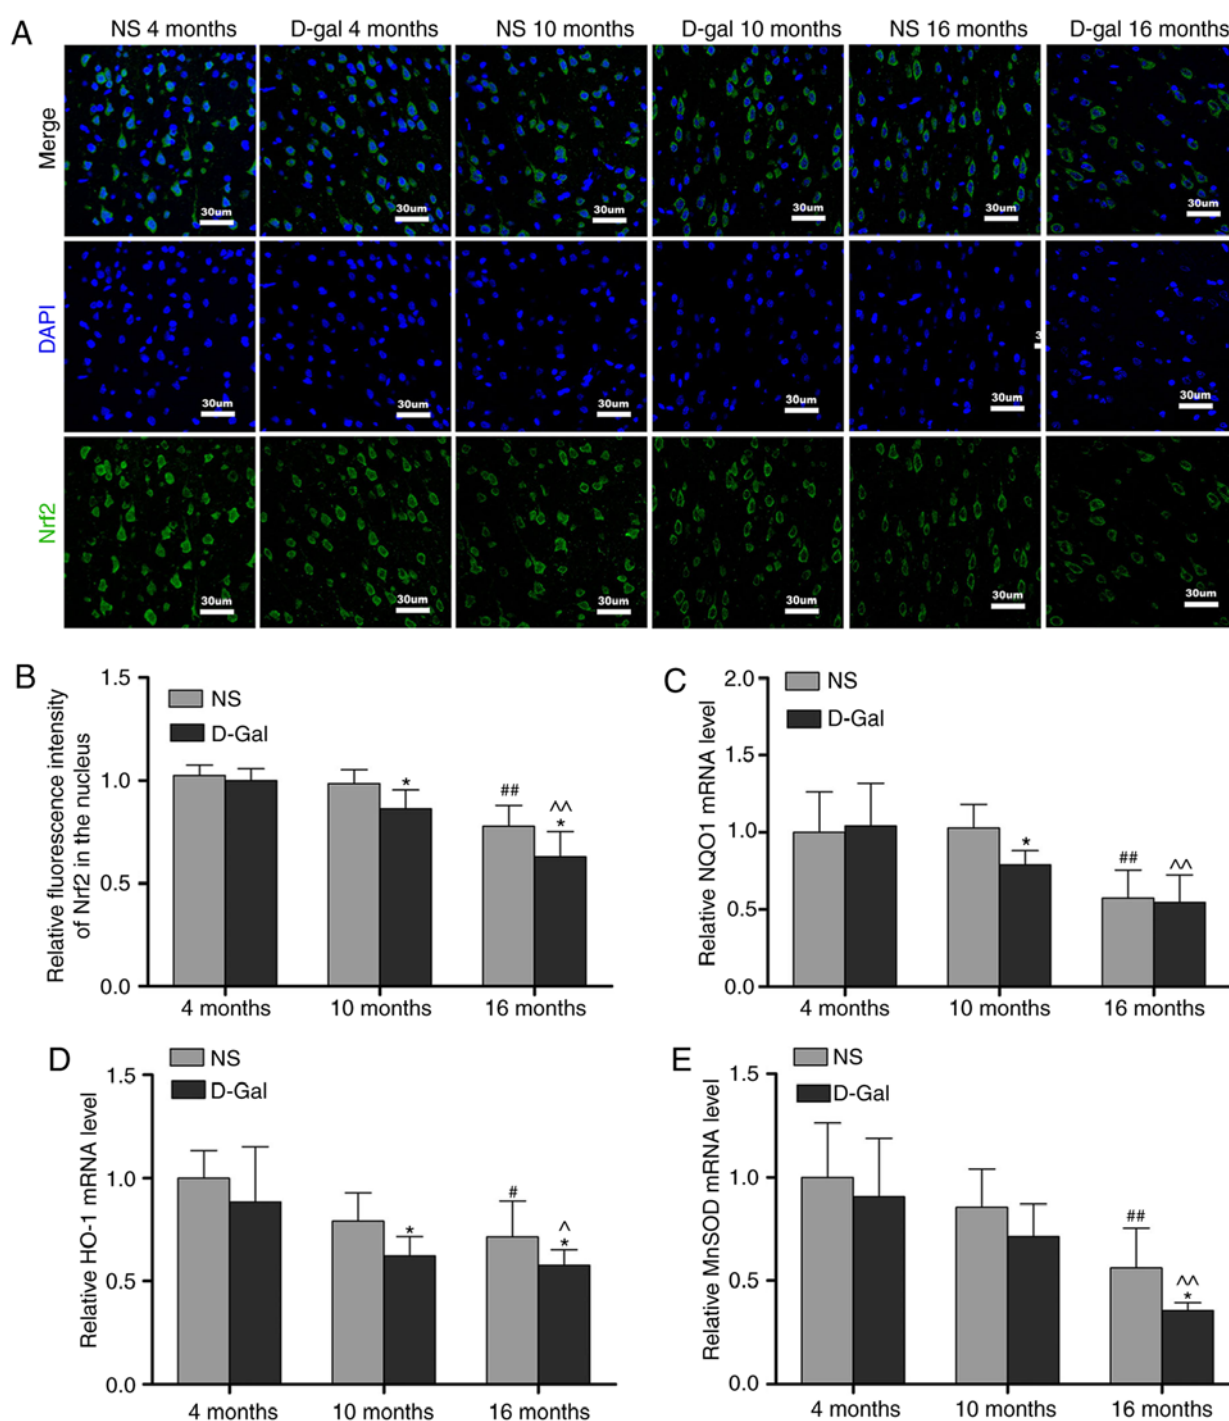 A
NS 4 months
D-gal 4 months
NS 10 months
D-gal 10 months
NS 16 months
D-gal 16 months
Merge
30um
30um
30um
30um
30um
30um
DAPI
30um
30um
30um
30um
30um
30um
Nrf2
30um
30um
30um
30um
30um
30um
B
Relative fluorescence intensity
of Nrf2 in the nucleus
1.5
1.0
0.5
0.0
NS
D-Gal
*
##
^^
*
4 months
10 months
16 months
C
Relative NQO1 mRNA level
2.0
1.5
1.0
0.5
0.0
NS
D-Gal
*
##
^^
4 months
10 months
16 months
D
Relative HO-1 mRNA level
1.5
1.0
0.5
0.0
NS
D-Gal
*
#
^
*
4 months
10 months
16 months
E
Relative MnSOD mRNA level
1.5
1.0
0.5
0.0
NS
D-Gal
##
^^
*
4 months
10 months
16 months